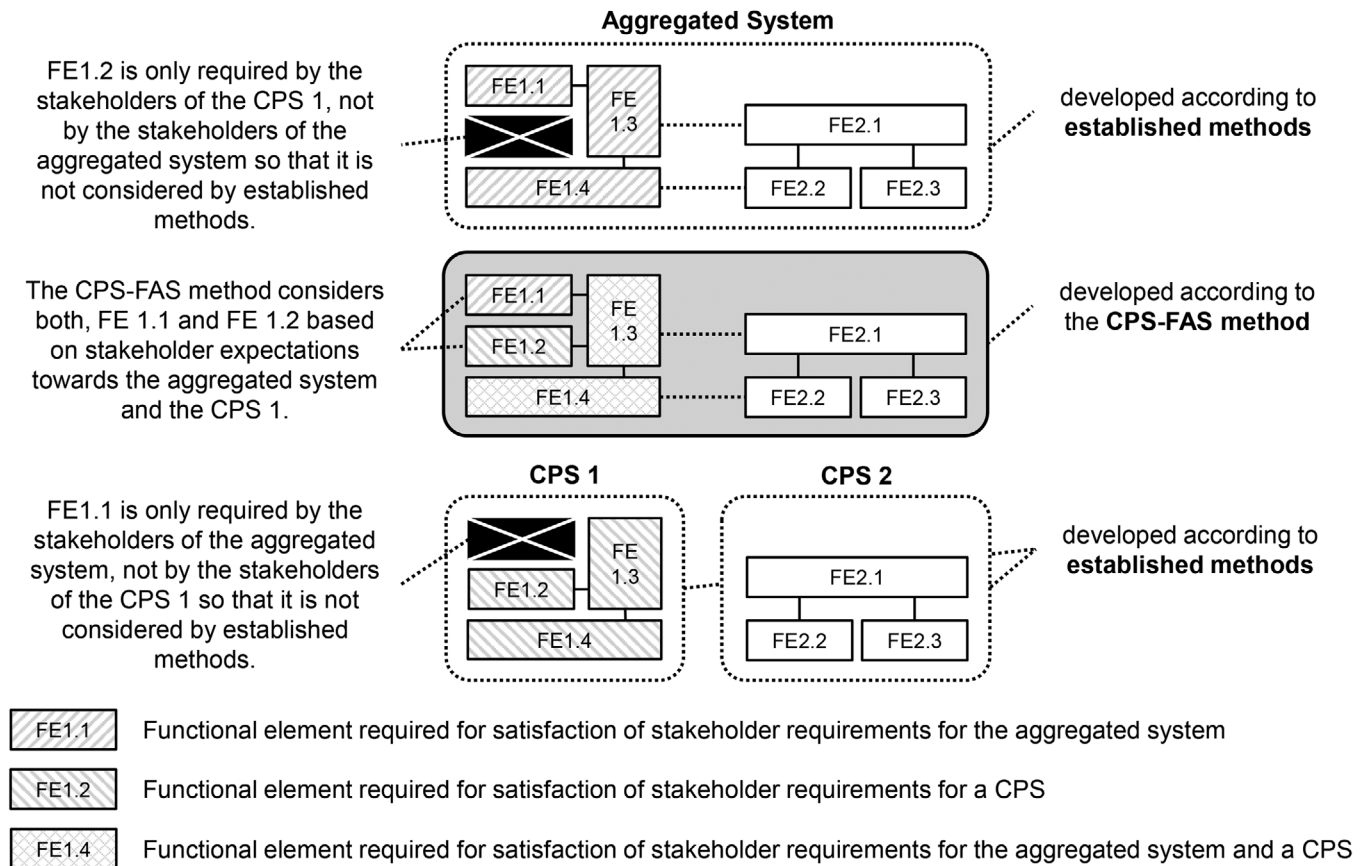 Aggregated System
FE1.2 is only required by the
stakeholders of the CPS 1, not
by the stakeholders of the
aggregated system so that it is
not considered by established
methods.
FE1.1
FE
1.3
FE1.4
FE2.1
FE2.2
FE2.3
developed according to
established methods
The CPS-FAS method considers
both, FE 1.1 and FE 1.2 based
on stakeholder expectations
towards the aggregated system
and the CPS 1.
FE1.1
FE1.2
FE
1.3
FE1.4
FE2.1
FE2.2
FE2.3
developed according to
the CPS-FAS method
CPS 1
CPS 2
FE1.1 is only required by the
stakeholders of the aggregated
system, not by the stakeholders
of the CPS 1 so that it is not
considered by established
methods.
FE1.2
FE
1.3
FE1.4
FE2.1
FE2.2
FE2.3
developed according to
established methods
FE1.1 Functional element required for satisfaction of stakeholder requirements for the aggregated system
FE1.2 Functional element required for satisfaction of stakeholder requirements for a CPS
FE1.4 Functional element required for satisfaction of stakeholder requirements for the aggregated system and a CPS